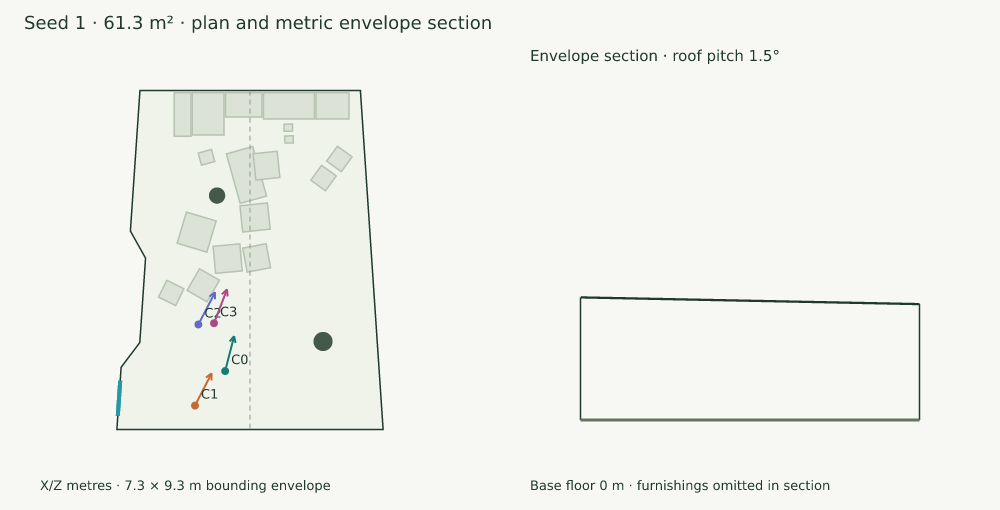 Seed 1 · 61.3 m² · plan and metric envelope section
Envelope section · roof pitch 1.5°
C2
C3
C0
C1
X/Z metres · 7.3 × 9.3 m bounding envelope
Base floor 0 m · furnishings omitted in section